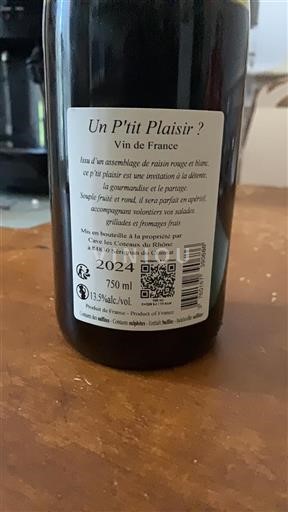 Un P'tit Plaisir ?
Vin de France
Issu d'un assemblage de raisin rouge et blanc,
ce p'tit plaisir est une invitation à la détente,
la gourmandise et le partage.
Souple fruité et rond, il sera parfait en apéritif,
accompagnant volontiers vos salades,
grillades et fromages frais
Mis en bouteille à la propriété par
Cave les Coteaux du Rhône
VINIOU
2024
750 ml
13.5%alc./vol.
Produit de France - Product of France
Contient des sulfites - Contains sulphites - Enthält Sulfite